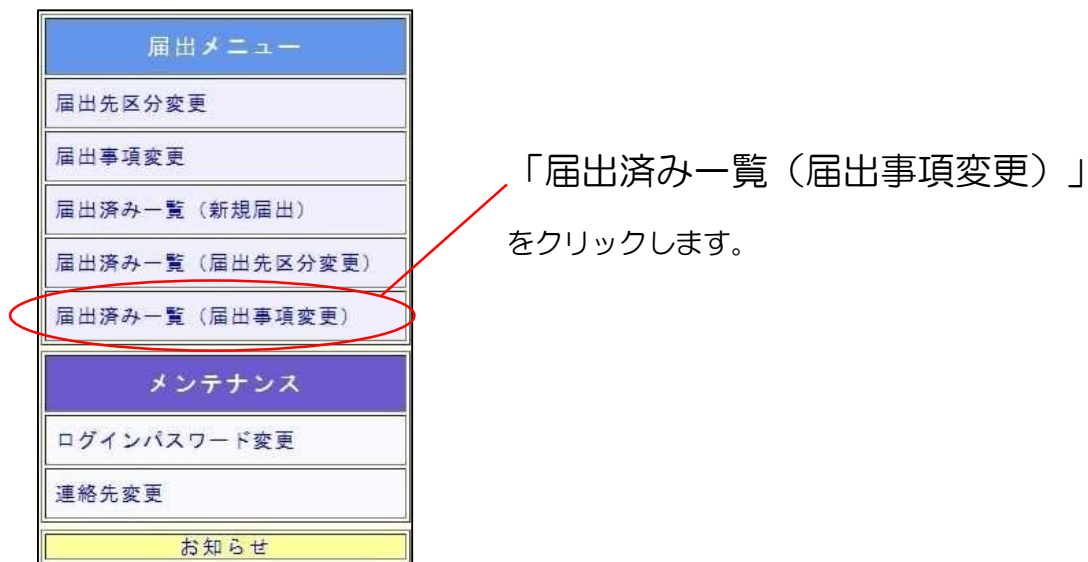 届出メニュー
届出先区分変更
届出事項変更
届出済み一覧（新規届出）
届出済み一覧（届出先区分変更）
届出済み一覧（届出事項変更）
メンテナンス
ログインパスワード変更
連絡先変更
お知らせ
「届出済み一覧（届出事項変更）」
をクリックします。